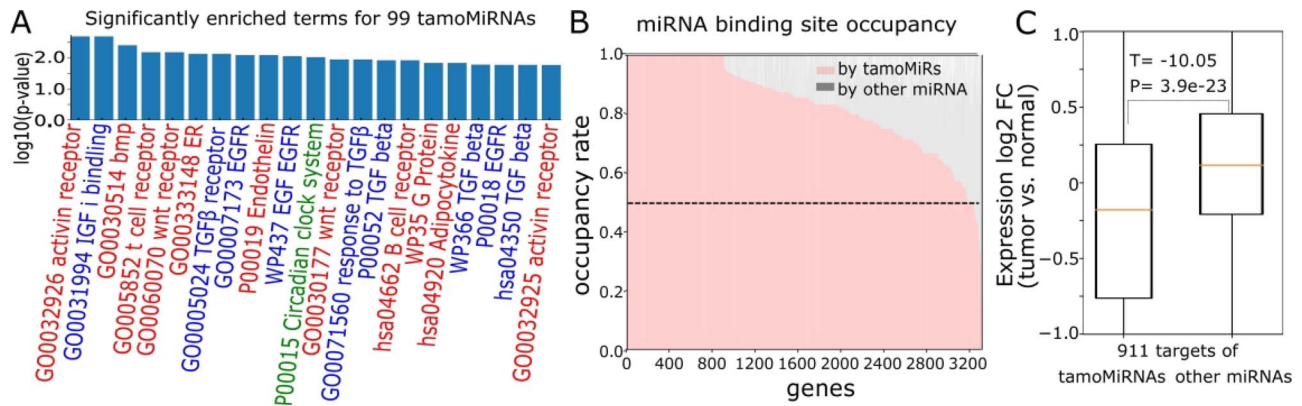 A
Significantly enriched terms for 99 tamoMiRNAs
log10(p-value)
2.0
1.0
0.0
GO0032926 activin receptor
GO0031994 IGF i bindling
GO0030514 bmp
GO0005852 t cell receptor
GO0060070 wnt receptor
GO0333148 ER
GO0005024 TGFβ receptor
GO0007173 EGFR
P00019 Endothelin
WP437 EGF EGFR
P00015 Circadian clock system
GO0030177 wnt receptor
GO0071560 response to TGFβ
P00052 TGF beta
hsa04662 B cell receptor
WP35 G Protein
hsa04920 Adipocytokine
WP366 TGF beta
P00018 EGFR
hsa04350 TGF beta
GO0032925 activin receptor
B
miRNA binding site occupancy
by tamoMiRs
by other miRNA
occupancy rate
1.0
0.8
0.6
0.4
0.2
0.0
0 400 800 1200 1600 2000 2400 2800 3200
genes
C
Expression log2 FC
(tumor vs. normal)
1.0
0.5
0
−0.5
−1.0
T= -10.05
P= 3.9e-23
911 targets of
tamoMiRNAs other miRNAs